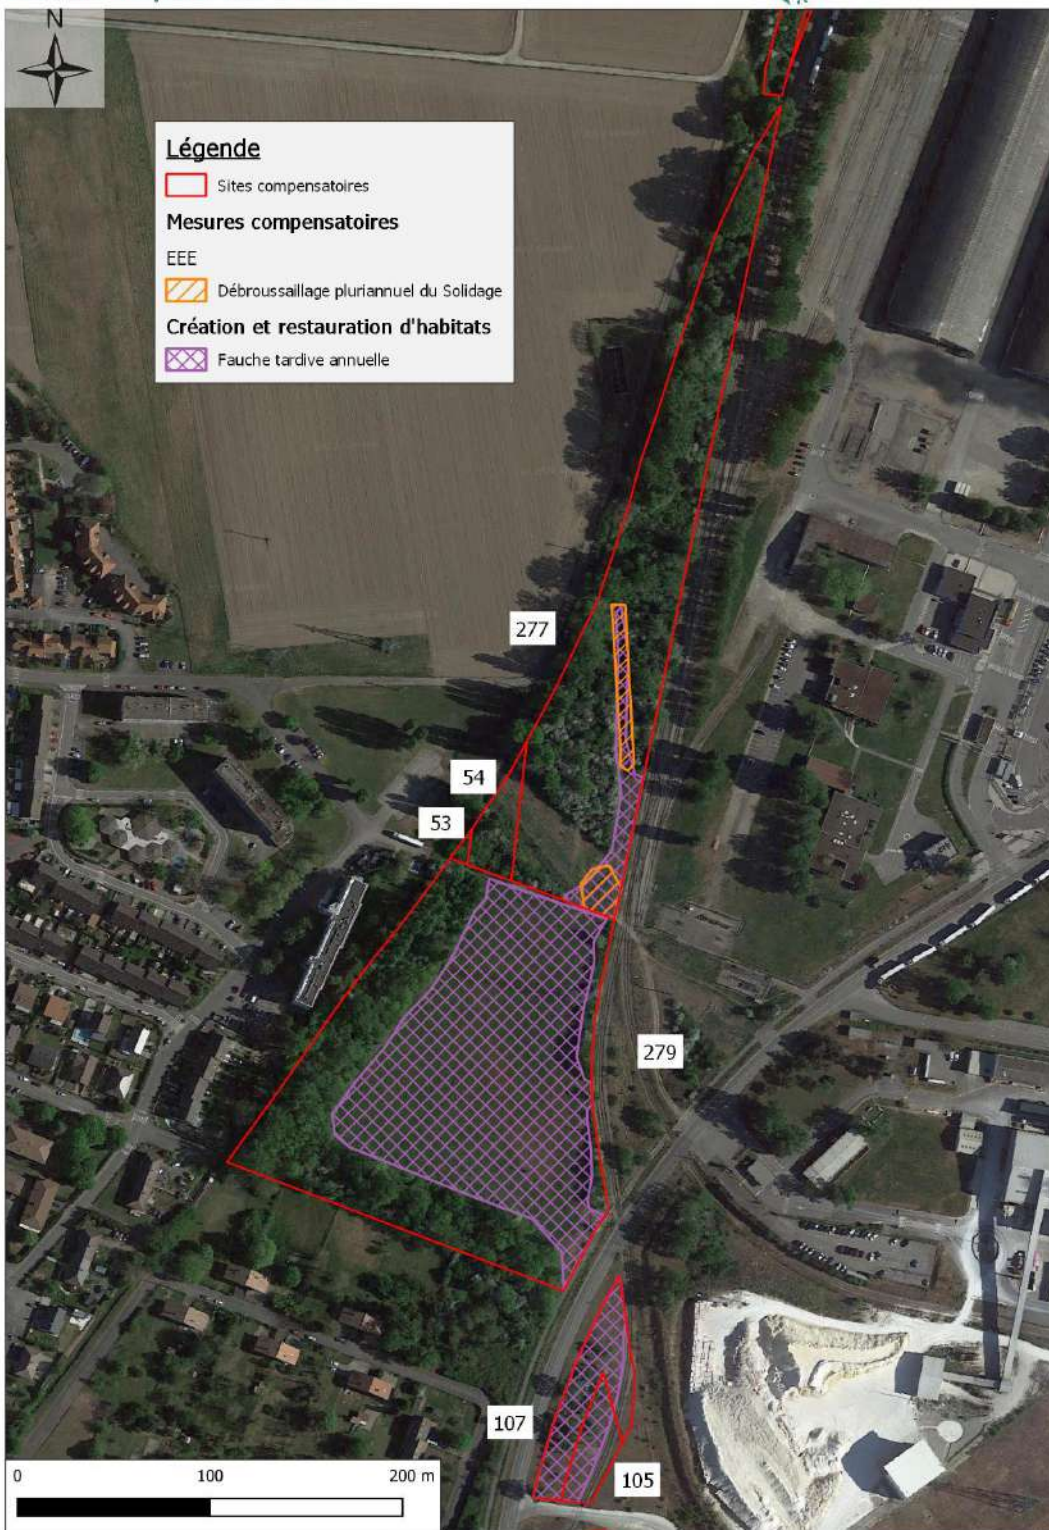 N
Légende
Sites compensatoires
Mesures compensatoires
EEE
Débroussaillage pluriannuel du Solidage
Création et restauration d'habitats
Fauche tardive annuelle
277
54
53
279
107
105
0 100 200 m